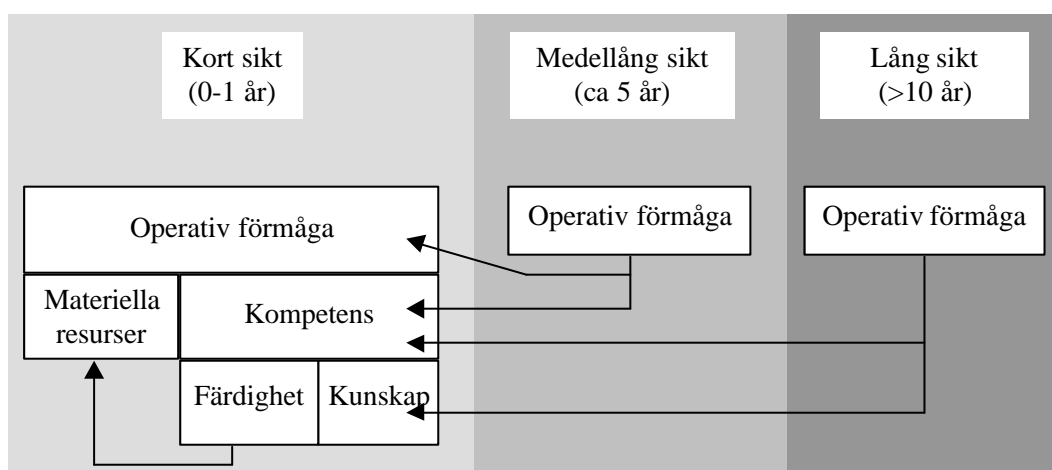 Kort sikt
(0-1 år)
Medellång sikt
(ca 5 år)
Lång sikt
(>10 år)
Operativ förmåga
Operativ förmåga
Operativ förmåga
Materiella
resurser
Kompetens
Färdighet
Kunskap